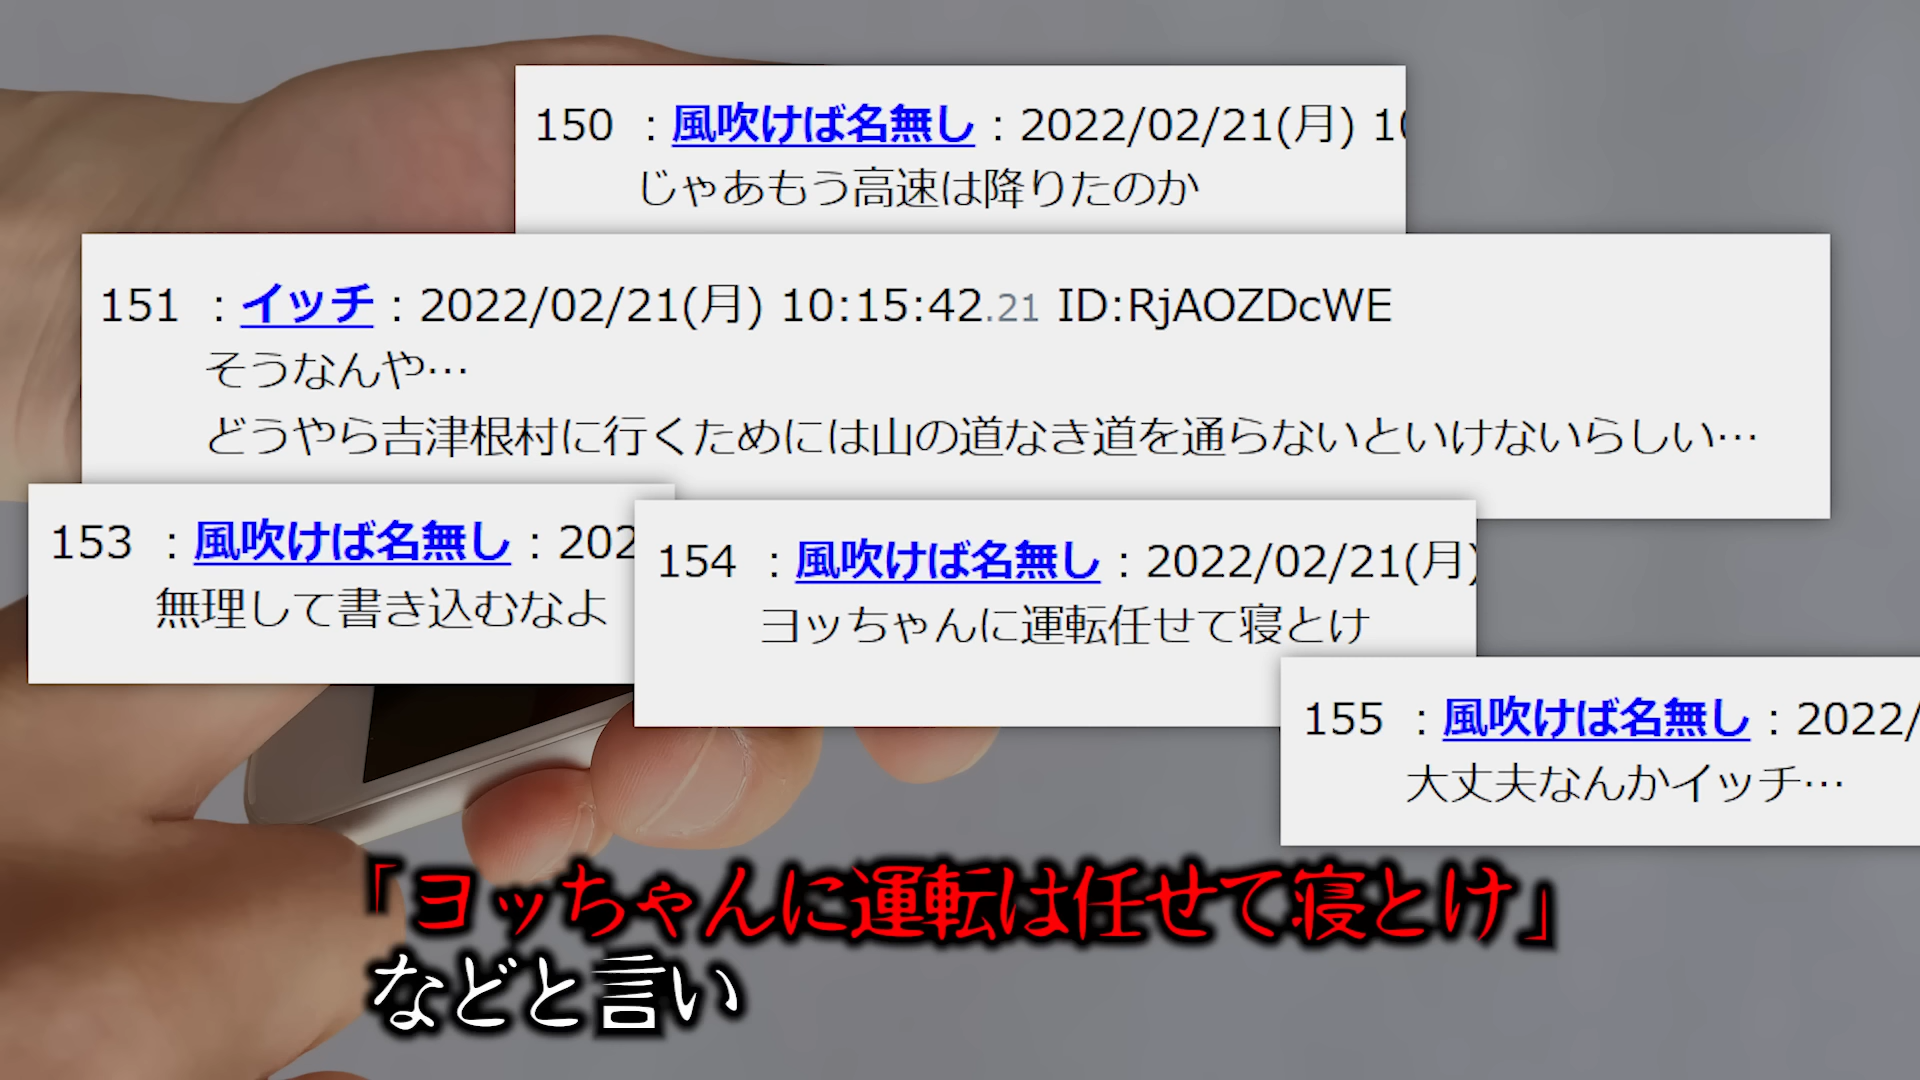 150 ：風吹けば名無し：2022/02/21(月) 10
じゃあもう高速は降りたのか
151 ：イッチ：2022/02/21(月) 10:15:42.21 ID:RjAOZDcWE
そうなんや…
どうやら吉津根村に行くためには山の道なき道を通らないといけないらしい…
153 ：風吹けば名無し：202
無理して書き込むなよ
154 ：風吹けば名無し：2022/02/21(月)
ヨッちゃんに運転任せて寝とけ
155 ：風吹けば名無し：2022/
大丈夫なんかイッチ…
「ヨッちゃんに運転は任せて寝とけ」
などと言い